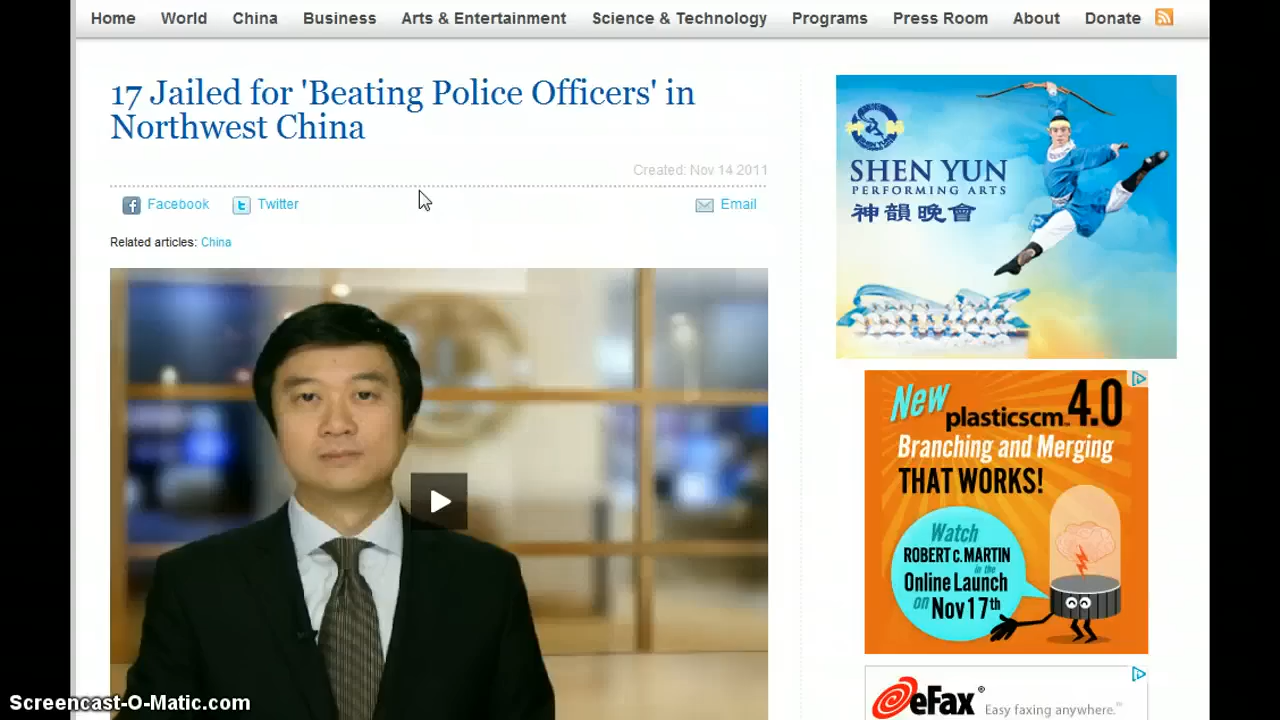 Home World China Business Arts & Entertainment Science & Technology Programs Press Room About Donate
17 Jailed for 'Beating Police Officers' in
Northwest China
Created: Nov 14 2011
Facebook Twitter Email
Related articles: China
SHEN YUN
PERFORMING ARTS
神韻晚會
New
plasticscm 4.0
Branching and Merging
THAT WORKS!
Watch
ROBERT C. MARTIN
in the
Online Launch
on Nov 17th
eFax® Easy faxing anywhere.™
Screencast-O-Matic.com